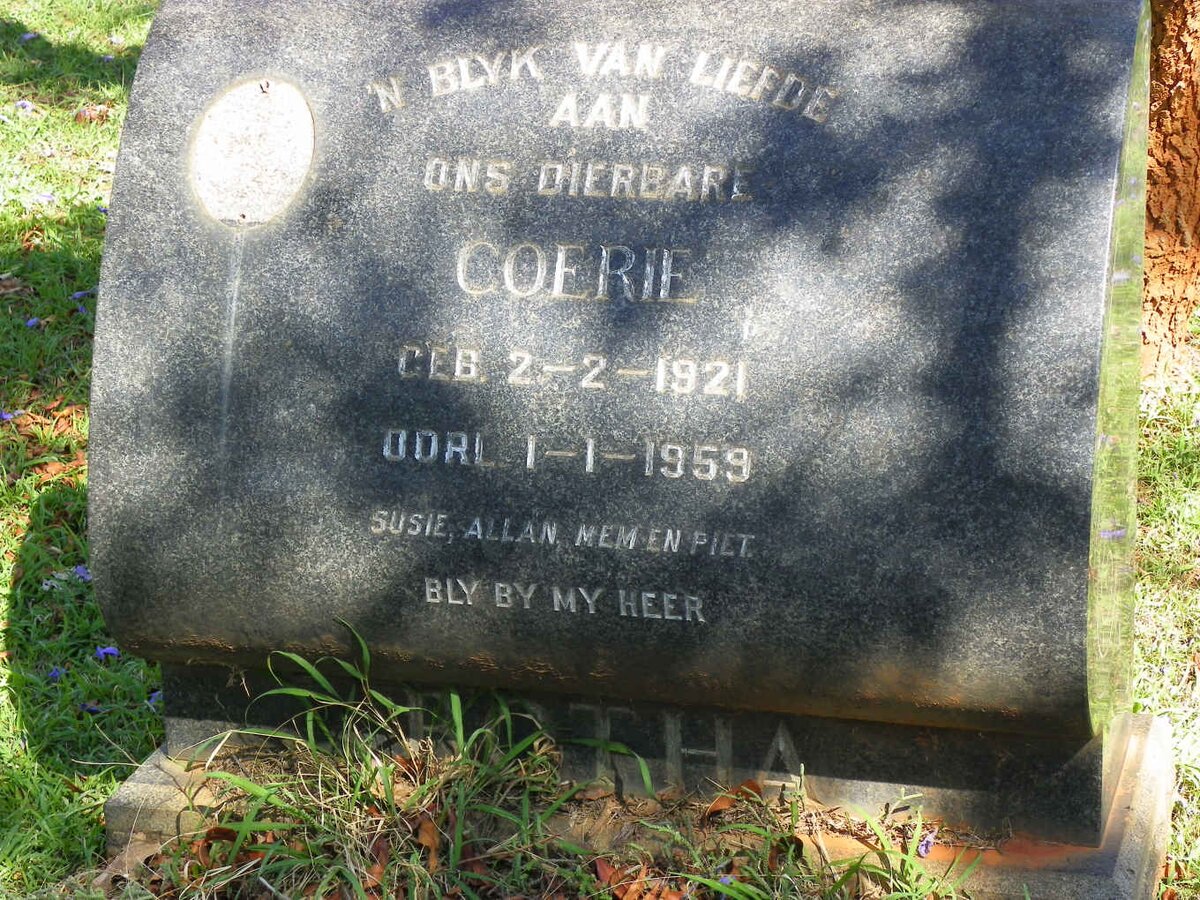 'N BLYK VAN LIEFDE
AAN
ONS DIERBARE
COERIE
GEB. 2-2-1921
OORL. 1-1-1959
SUSIE, ALLAN, MEM EN PIET.
BLY BY MY HEER
BOTHA